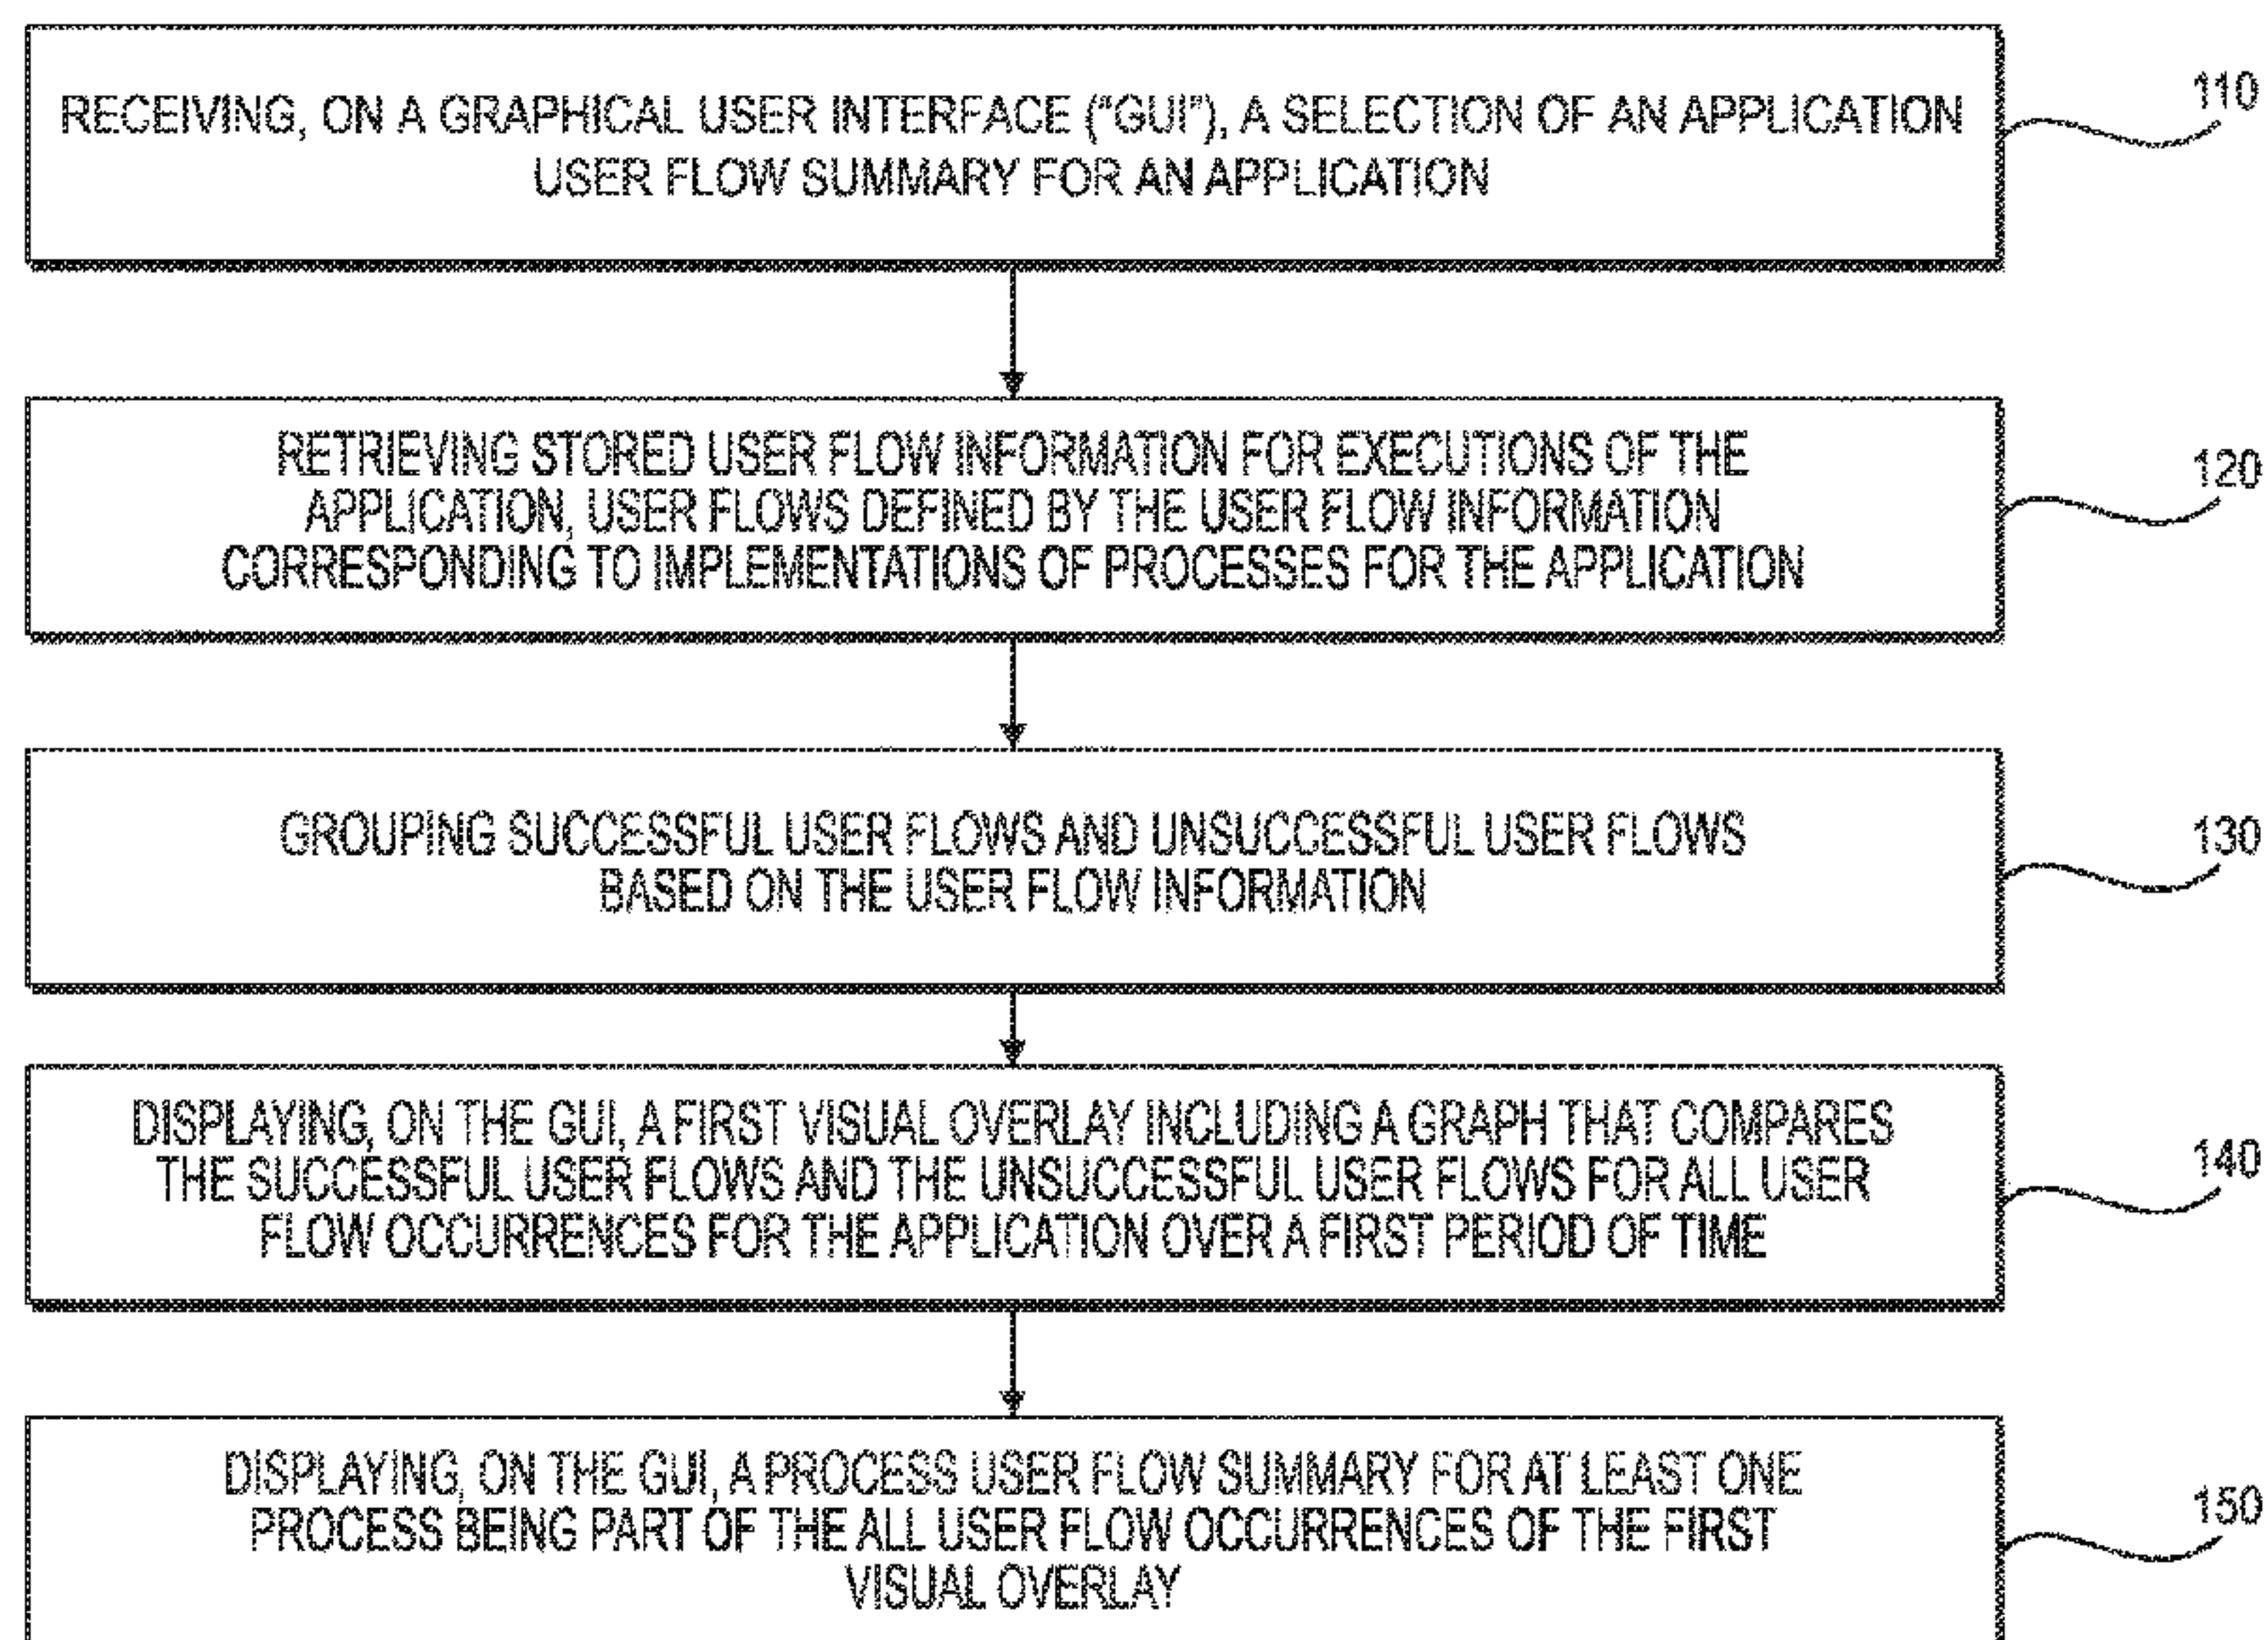 RECEIVING, ON A GRAPHICAL USER INTERFACE ("GUI"), A SELECTION OF AN APPLICATION
USER FLOW SUMMARY FOR AN APPLICATION
110
RETRIEVING STORED USER FLOW INFORMATION FOR EXECUTIONS OF THE
APPLICATION, USER FLOWS DEFINED BY THE USER FLOW INFORMATION
CORRESPONDING TO IMPLEMENTATIONS OF PROCESSES FOR THE APPLICATION
120
GROUPING SUCCESSFUL USER FLOWS AND UNSUCCESSFUL USER FLOWS
BASED ON THE USER FLOW INFORMATION
130
DISPLAYING, ON THE GUI, A FIRST VISUAL OVERLAY INCLUDING A GRAPH THAT COMPARES
THE SUCCESSFUL USER FLOWS AND THE UNSUCCESSFUL USER FLOWS FOR ALL USER
FLOW OCCURRENCES FOR THE APPLICATION OVER A FIRST PERIOD OF TIME
140
DISPLAYING, ON THE GUI, A PROCESS USER FLOW SUMMARY FOR AT LEAST ONE
PROCESS BEING PART OF THE ALL USER FLOW OCCURRENCES OF THE FIRST
VISUAL OVERLAY
150